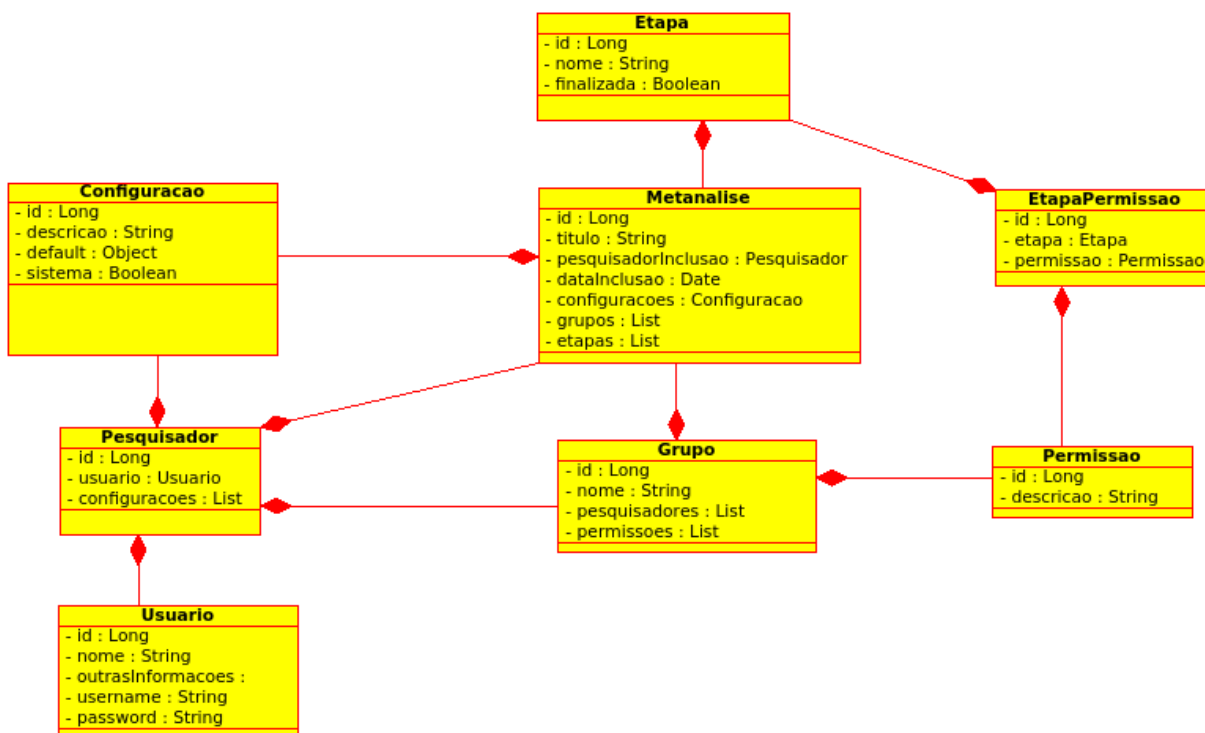 Etapa
- id : Long
- nome : String
- finalizada : Boolean
Configuracao
- id : Long
- descricao : String
- default : Object
- sistema : Boolean
Metanalise
- id : Long
- titulo : String
- pesquisadorInclusao : Pesquisador
- dataInclusao : Date
- configuracoes : Configuracao
- grupos : List
- etapas : List
EtapaPermissao
- id : Long
- etapa : Etapa
- permissao : Permissao
Pesquisador
- id : Long
- usuario : Usuario
- configuracoes : List
Grupo
- id : Long
- nome : String
- pesquisadores : List
- permissoes : List
Permissao
- id : Long
- descricao : String
Usuario
- id : Long
- nome : String
- outrasInformacoes :
- username : String
- password : String